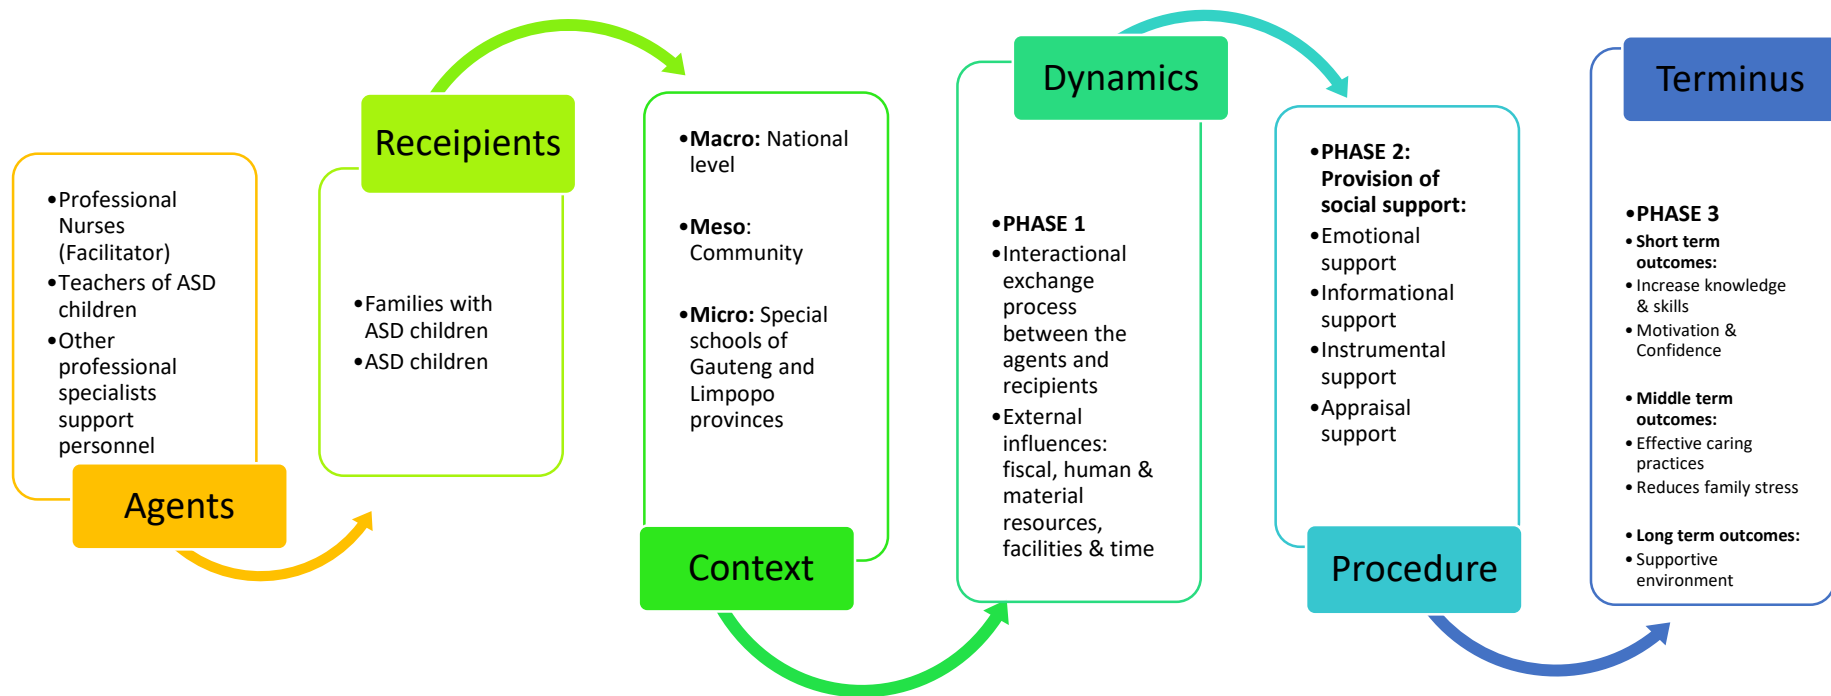 •Professional
Nurses
(Facilitator)
•Teachers of ASD
children
•Other
professional
specialists
support
personnel
Agents
Receipients
•Families with
ASD children
•ASD children
•Macro: National
level
•Meso:
Community
•Micro: Special
schools of
Gauteng and
Limpopo
provinces
Context
Dynamics
•PHASE 1
•Interactional
exchange
process
between the
agents and
recipients
•External
influences:
fiscal, human &
material
resources,
facilities & time
•PHASE 2:
Provision of
social support:
•Emotional
support
•Informational
support
•Instrumental
support
•Appraisal
support
Procedure
Terminus
•PHASE 3
•Short term
outcomes:
•Increase knowledge
& skills
•Motivation &
Confidence
•Middle term
outcomes:
•Effective caring
practices
•Reduces family stress
•Long term outcomes:
•Supportive
environment